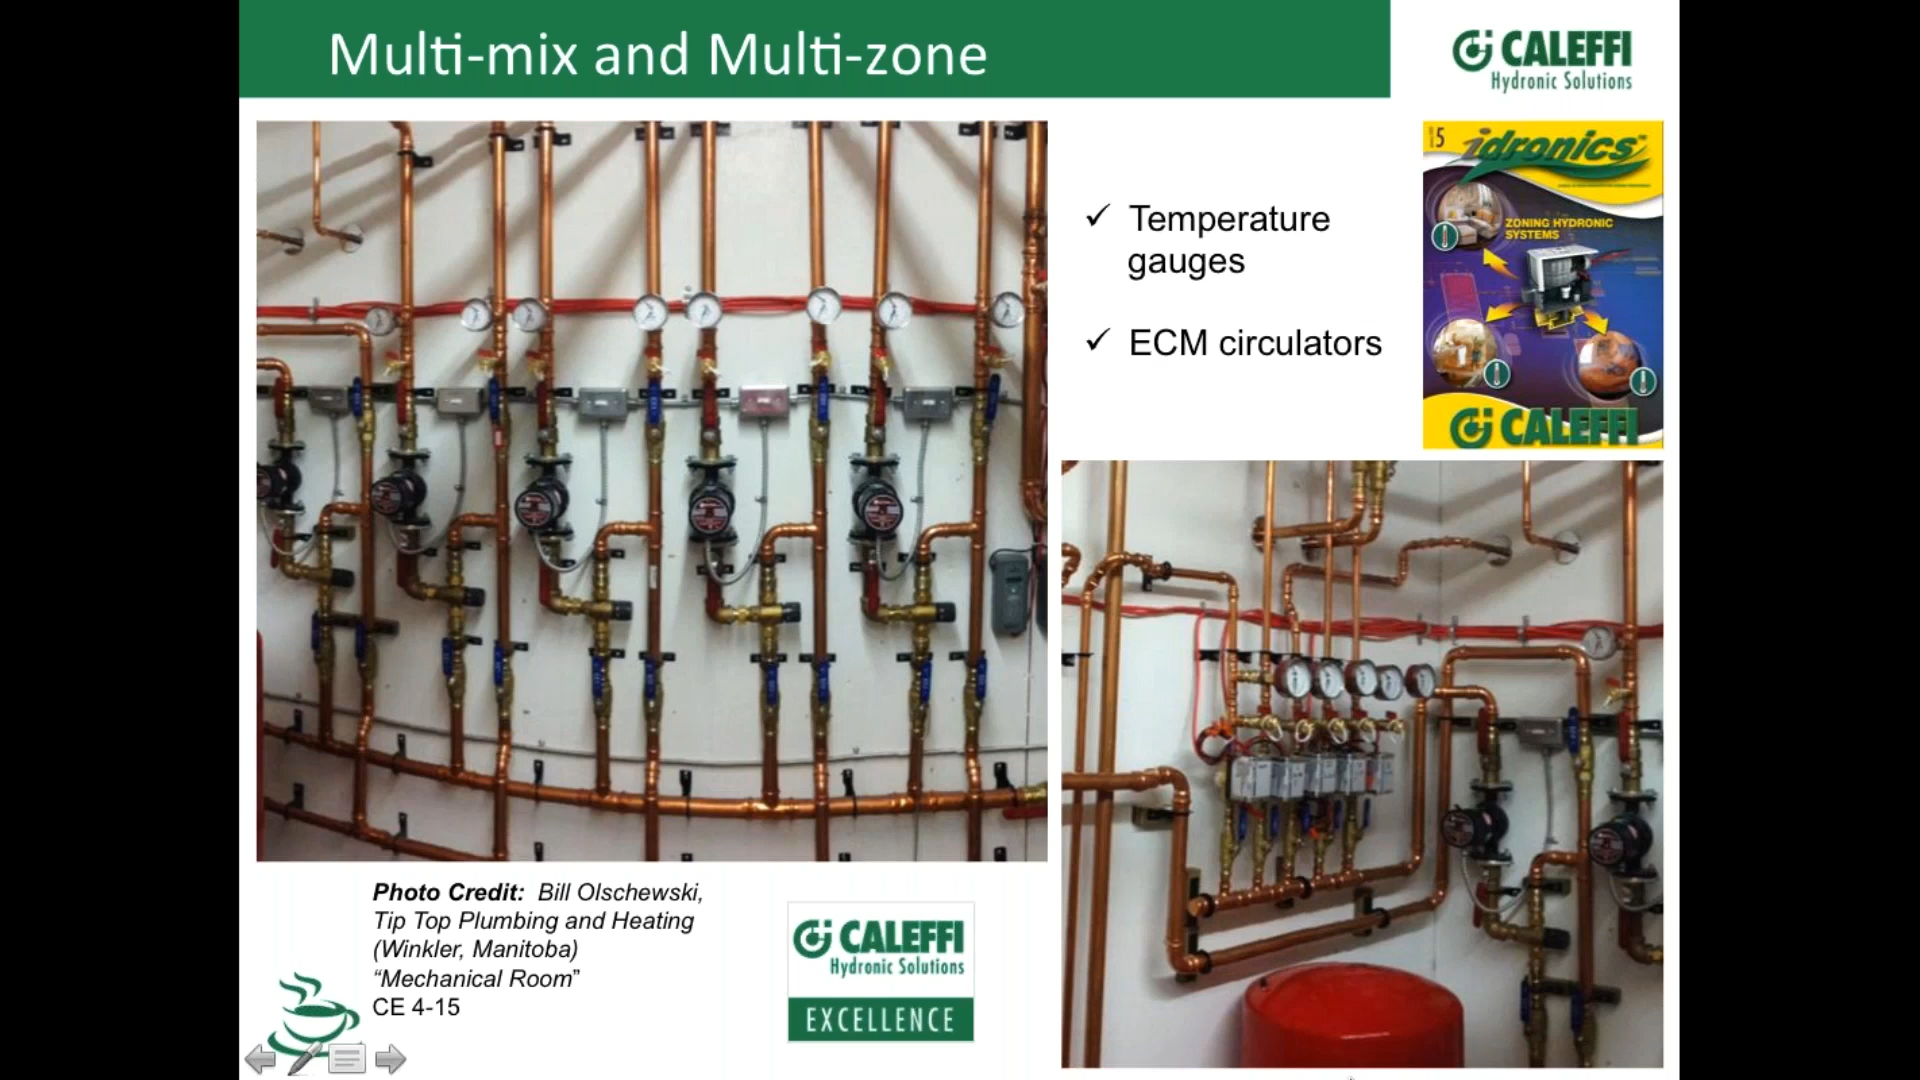 Multi-mix and Multi-zone
CALEFFI
Hydronic Solutions
✓ Temperature
gauges
✓ ECM circulators
5
idronics
ZONING HYDRONIC
SYSTEMS
CALEFFI
Photo Credit: Bill Olschewski,
Tip Top Plumbing and Heating
(Winkler, Manitoba)
“Mechanical Room”
CE 4-15
CALEFFI
Hydronic Solutions
EXCELLENCE